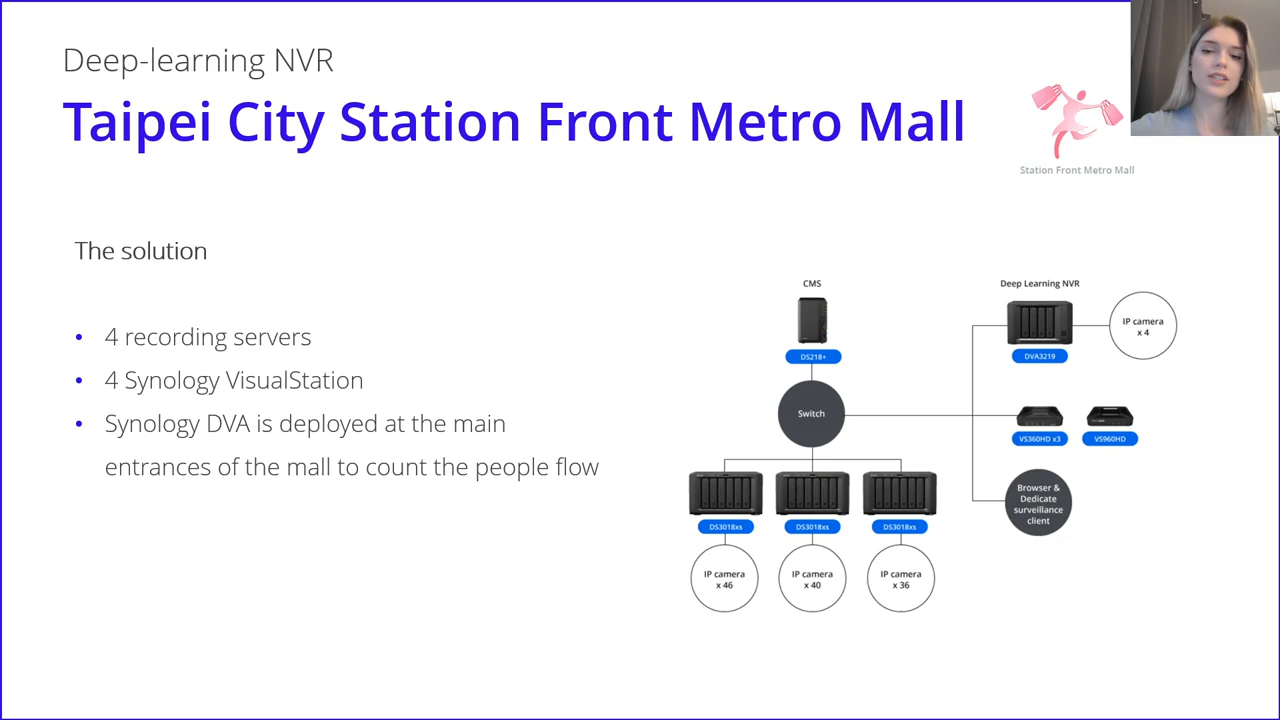 Deep-learning NVR
Taipei City Station Front Metro Mall
Station Front Metro Mall
The solution
• 4 recording servers
• 4 Synology VisualStation
• Synology DVA is deployed at the main
entrances of the mall to count the people flow
CMS
DS218+
Switch
DS3018xs
DS3018xs
DS3018xs
IP camera
x 46
IP camera
x 40
IP camera
x 36
Deep Learning NVR
DVA3219
IP camera
x 4
VS360HD x3
VS960HD
Browser &
Dedicate
surveillance
client